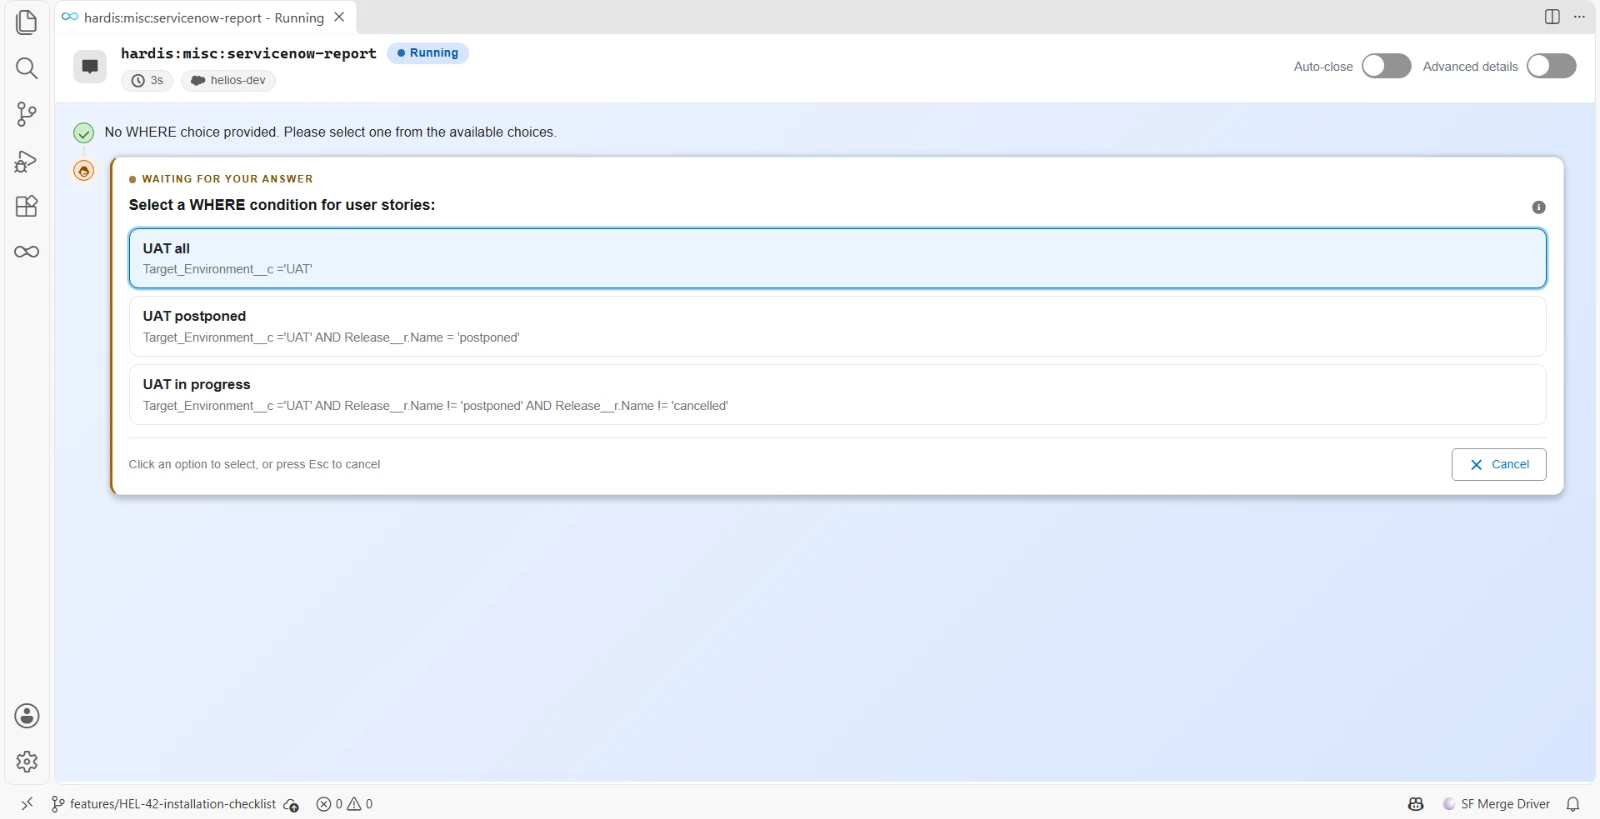 hardis:misc:servicenow-report - Running
hardis:misc:servicenow-report
Running
3s
helios-dev
Auto-close
Advanced details
No WHERE choice provided. Please select one from the available choices.
WAITING FOR YOUR ANSWER
Select a WHERE condition for user stories:
UAT all
Target_Environment__c ='UAT'
UAT postponed
Target_Environment__c ='UAT' AND Release__r.Name = 'postponed'
UAT in progress
Target_Environment__c ='UAT' AND Release__r.Name != 'postponed' AND Release__r.Name != 'cancelled'
Click an option to select, or press Esc to cancel
Cancel
features/HEL-42-installation-checklist
0
0
SF Merge Driver